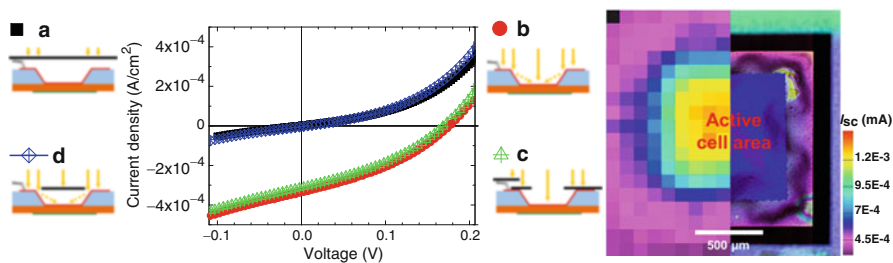 a
d
Current density (A/cm²)
4x10⁻⁴
2x10⁻⁴
0
−2x10⁻⁴
−4x10⁻⁴
−0.1
0.0
0.1
0.2
Voltage (V)
b
c
Active
cell area
500 µm
I_SC (mA)
1.2E-3
9.5E-4
7E-4
4.5E-4